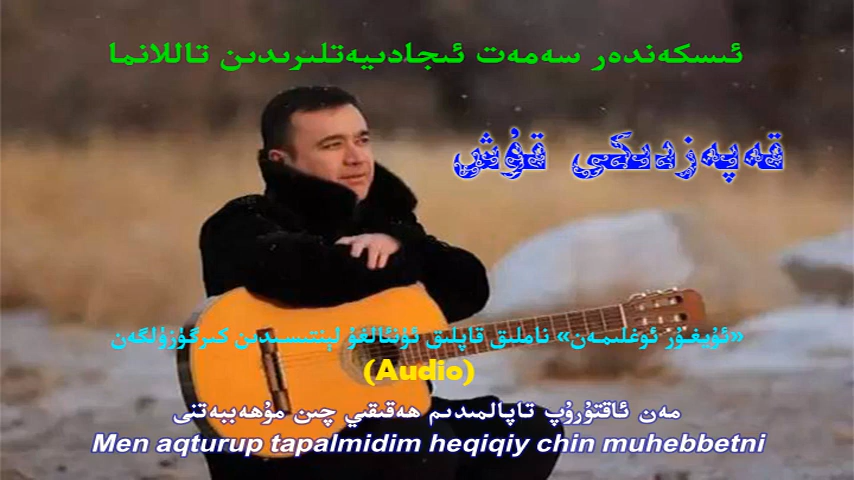 ئىسكەندەر سەمەت ئىجادىيەتلىرىدىن تاللانما
قەپەزدىكى قۇش
«ئۇيغۇر ئوغلىمەن» ناملىق قاپلىق ئۈنئالغۇ لېنتىسىدىن كىرگۈزۈلگەن
(Audio)
مەن ئاقتۇرۇپ تاپالمىدىم ھەقىقىي چىن مۇھەببەتنى
Men aqturup tapalmidim heqiqiy chin muhebbetni